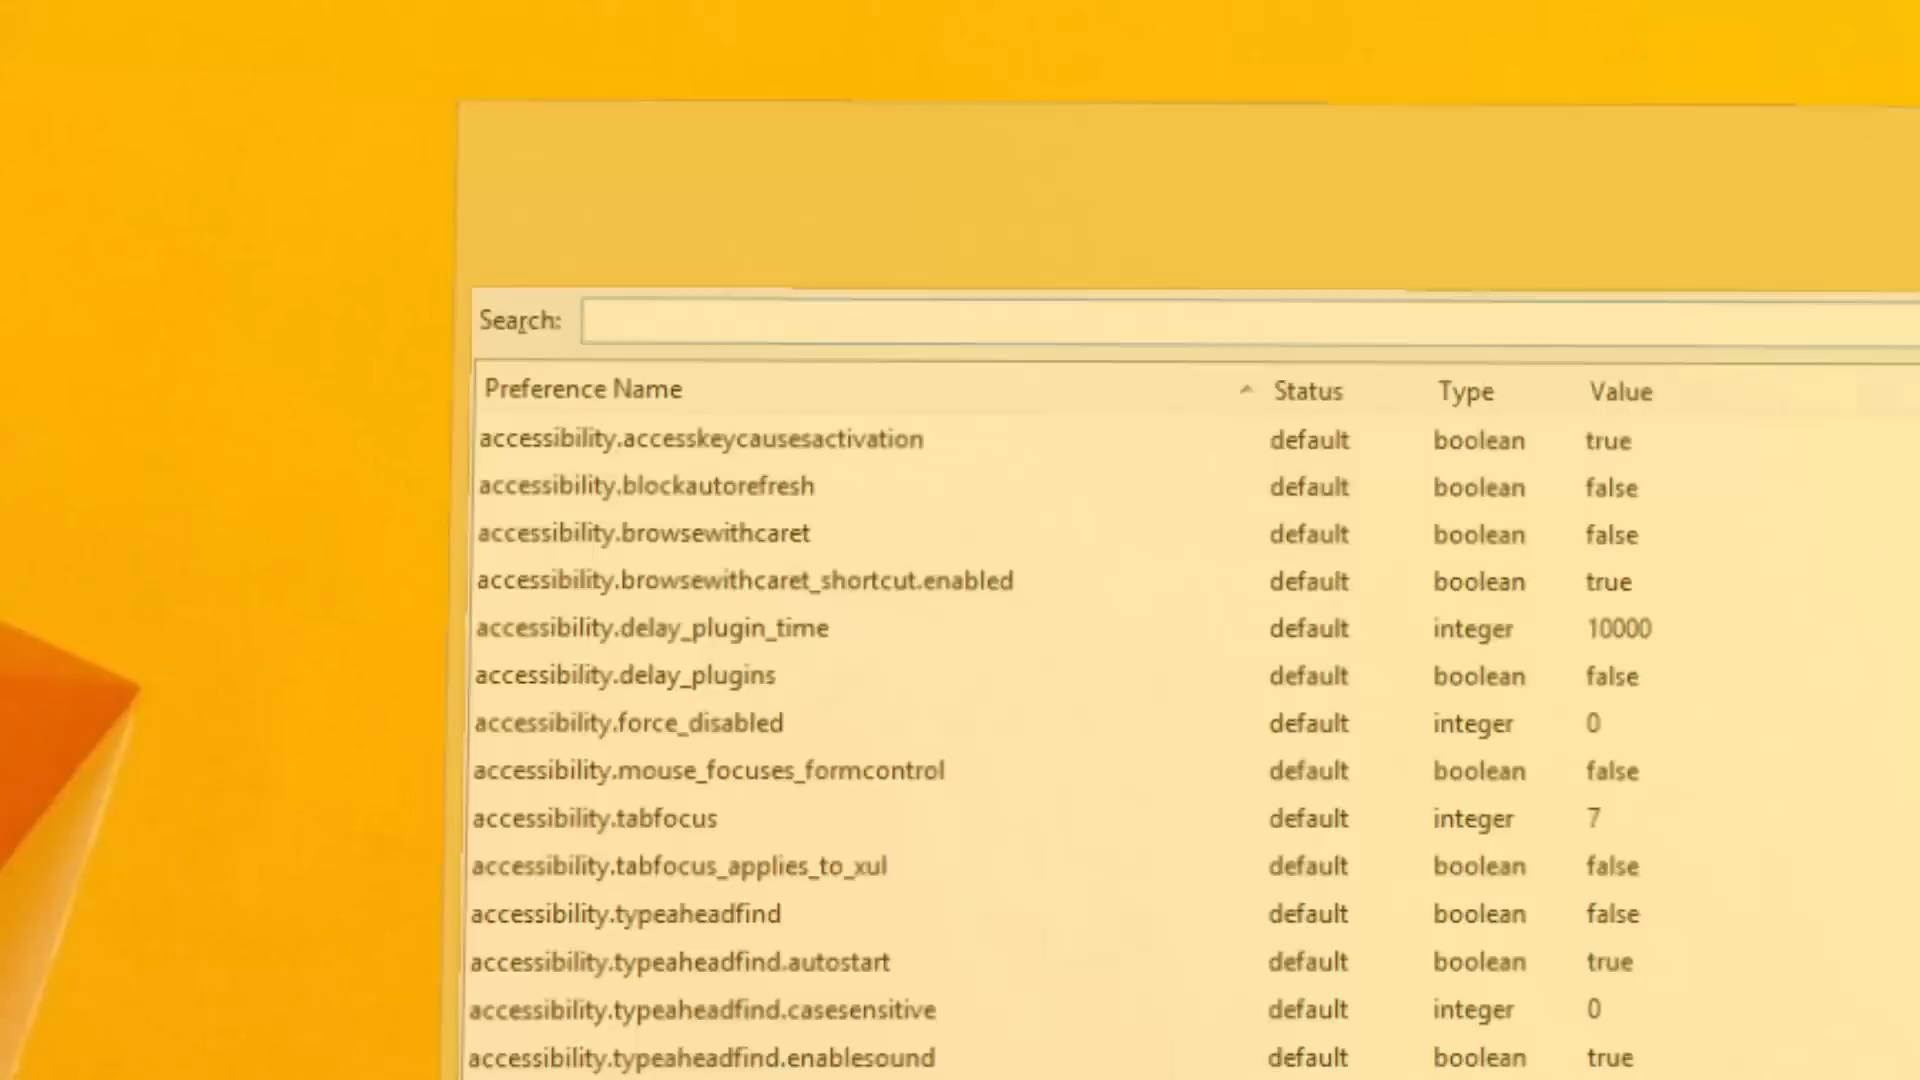 Search:
Preference Name Status Type Value
accessibility.accesskeycausesactivation default boolean true
accessibility.blockautorefresh default boolean false
accessibility.browsewithcaret default boolean false
accessibility.browsewithcaret_shortcut.enabled default boolean true
accessibility.delay_plugin_time default integer 10000
accessibility.delay_plugins default boolean false
accessibility.force_disabled default integer 0
accessibility.mouse_focuses_formcontrol default boolean false
accessibility.tabfocus default integer 7
accessibility.tabfocus_applies_to_xul default boolean false
accessibility.typeaheadfind default boolean false
accessibility.typeaheadfind.autostart default boolean true
accessibility.typeaheadfind.casesensitive default integer 0
accessibility.typeaheadfind.enablesound default boolean true